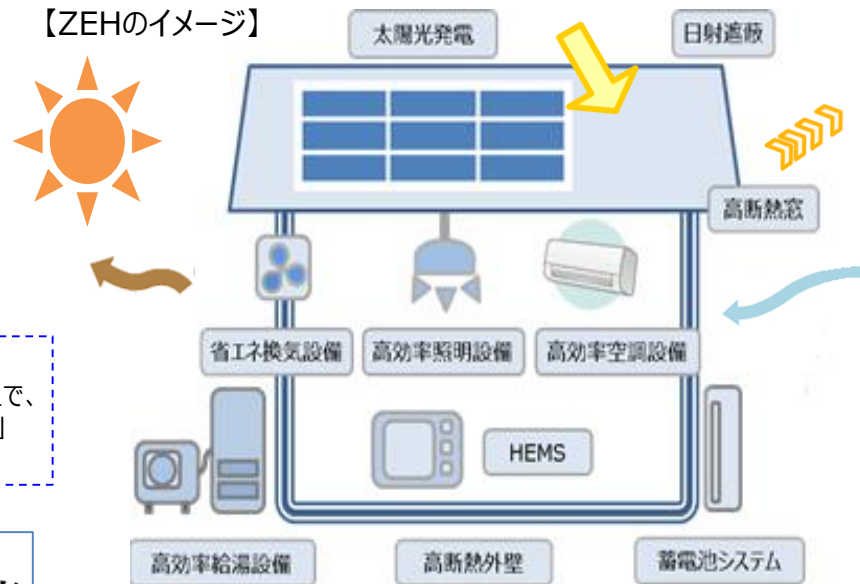 【ZEHのイメージ】
太陽光発電
日射遮蔽
高断熱窓
省エネ換気設備
高効率照明設備
高効率空調設備
で、
HEMS
高効率給湯設備
高断熱外壁
蓄電池システム